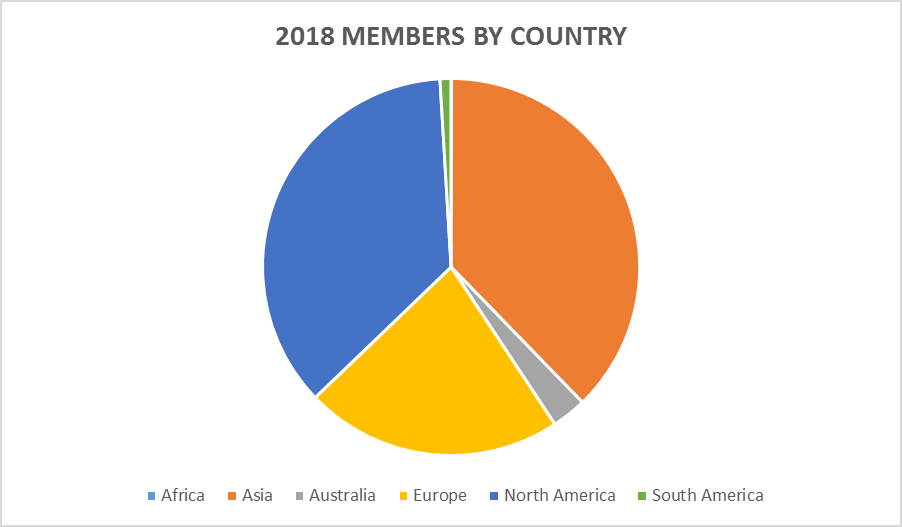 2018 MEMBERS BY COUNTRY
Africa Asia Australia Europe North America South America